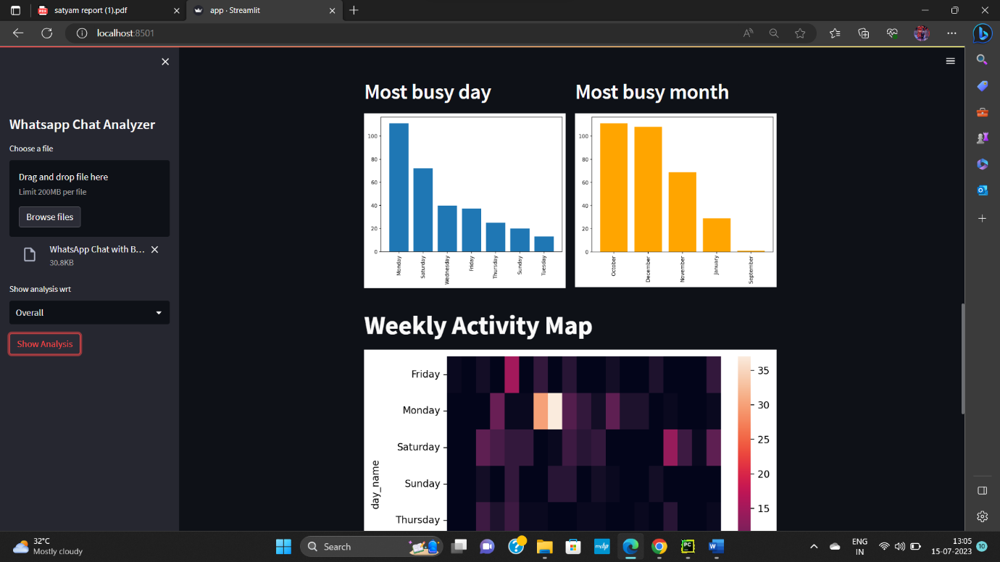 satyam report (1).pdf
app · Streamlit
localhost:8501
Whatsapp Chat Analyzer
Choose a file
Drag and drop file here
Limit 200MB per file
Browse files
WhatsApp Chat with B...
30.8KB
Show analysis wrt
Overall
Show Analysis
Most busy day
100
80
60
40
20
0
Monday
Saturday
Wednesday
Friday
Thursday
Sunday
Tuesday
Most busy month
100
80
60
40
20
0
October
December
November
January
September
Weekly Activity Map
day_name
Friday
Monday
Saturday
Sunday
Thursday
35
30
25
20
15
32°C
Mostly cloudy
Search
ENG
IN
13:05
15-07-2023
10